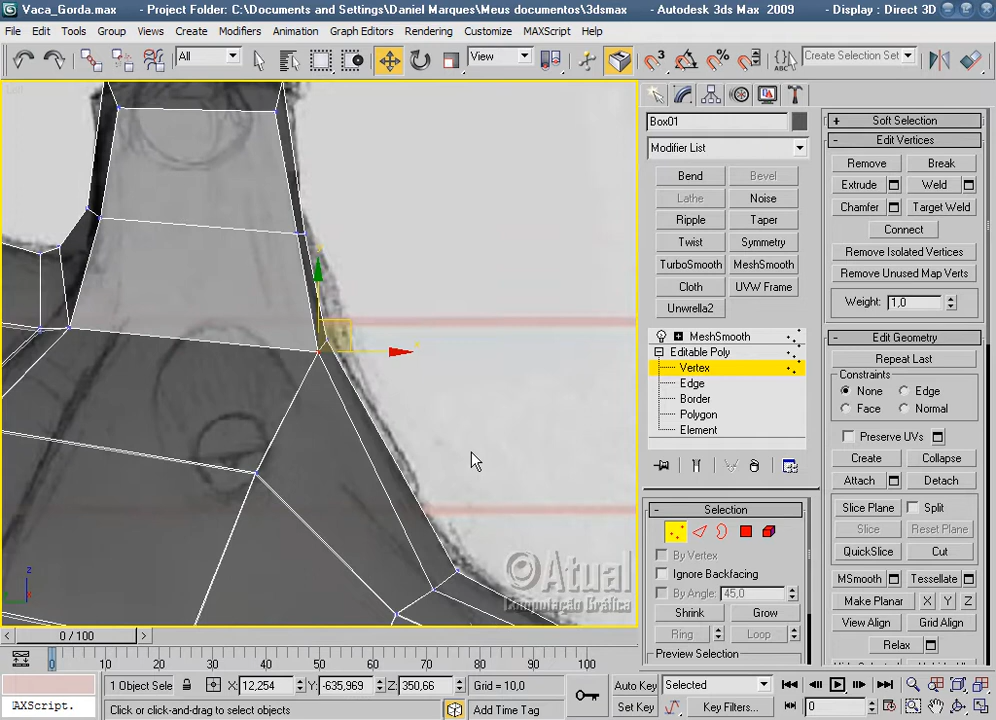 Vaca_Gorda.max - Project Folder: C:\Documents and Settings\Daniel Marques\Meus documentos\3dsmax - Autodesk 3ds Max 2009 - Display : Direct 3D
File Edit Tools Group Views Create Modifiers Animation Graph Editors Rendering Customize MAXScript Help
All View Create Selection Set
Box01
Modifier List
Bend Bevel
Lathe Noise
Ripple Taper
Twist Symmetry
TurboSmooth MeshSmooth
Cloth UVW Frame
Unwrella2
MeshSmooth
Editable Poly
Vertex
Edge
Border
Polygon
Element
- Selection
By Vertex
Ignore Backfacing
By Angle: 45,0
Shrink Grow
Ring Loop
Preview Selection
+ Soft Selection
- Edit Vertices
Remove Break
Extrude Weld
Chamfer Target Weld
Connect
Remove Isolated Vertices
Remove Unused Map Verts
Weight: 1,0
- Edit Geometry
Repeat Last
Constraints
None Edge
Face Normal
Preserve UVs
Create Collapse
Attach Detach
Slice Plane Split
Slice Reset Plane
QuickSlice Cut
MSmooth Tessellate
Make Planar X Y Z
View Align Grid Align
Relax
©Atual
Computação Gráfica
z
x
< 0 / 100 >
0 10 20 30 40 50 60 70 80 90 100
1 Object Sele X: 12,254 Y: -635,969 Z: 350,66 Grid = 10,0 Auto Key Selected
AXScript. Click or click-and-drag to select objects Add Time Tag Set Key Key Filters... 0